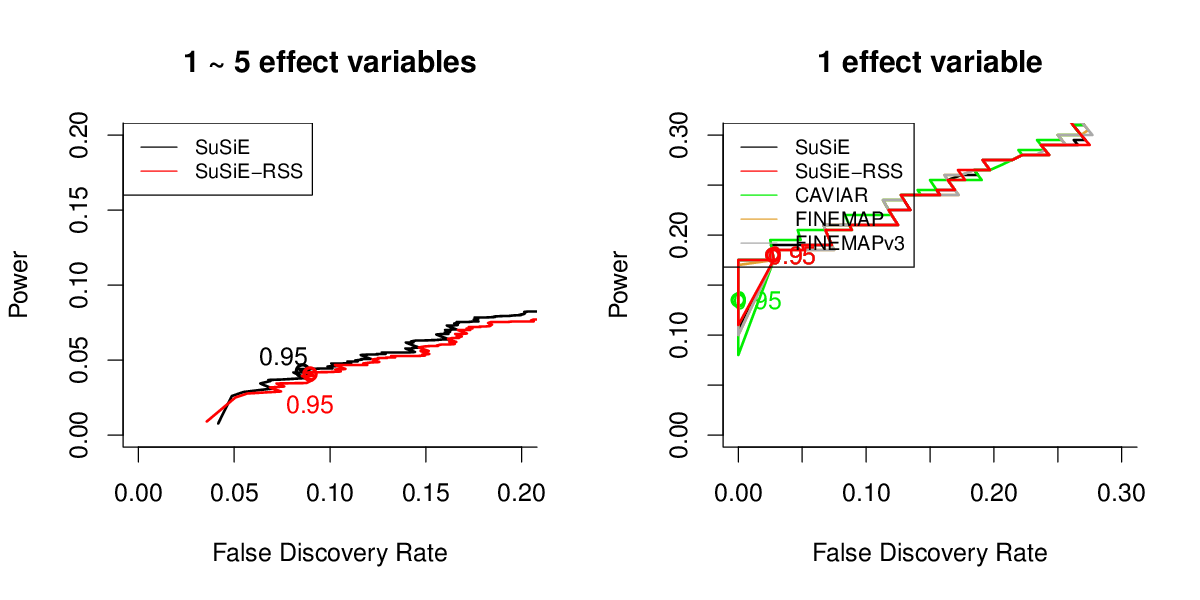 1 ~ 5 effect variables
0.20
0.15
0.10
0.05
0.00
Power
SuSiE
SuSiE−RSS
0.95
0.95
0.00
0.05
0.10
0.15
0.20
False Discovery Rate
1 effect variable
0.30
0.20
0.10
0.00
Power
SuSiE
SuSiE−RSS
CAVIAR
FINEMAP
FINEMAPv3
0.95
0.95
0.00
0.10
0.20
0.30
False Discovery Rate